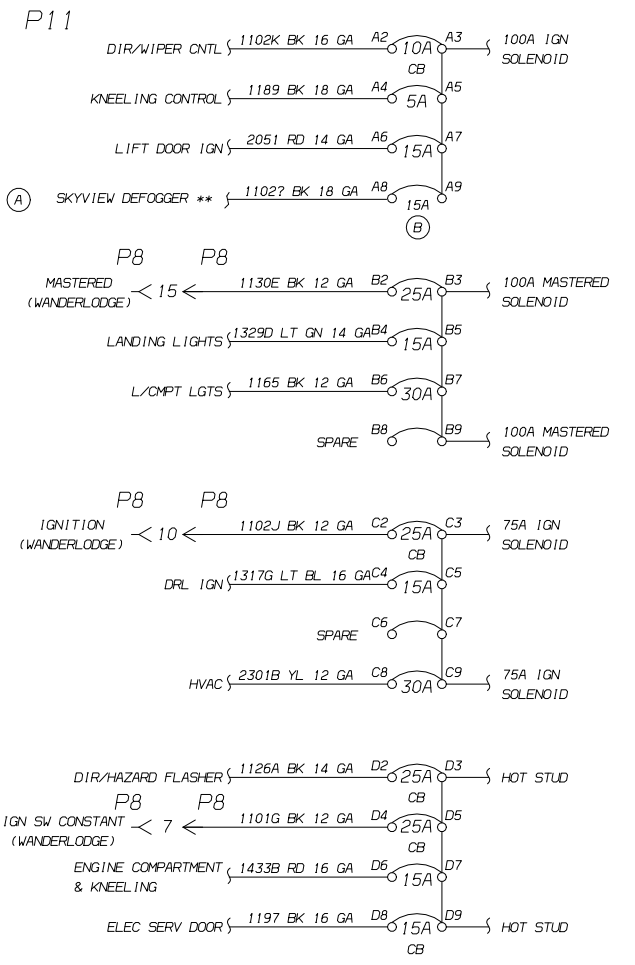 P11
DIR/WIPER CNTL 1102K BK 16 GA A2 10A A3 100A IGN
CB SOLENOID
KNEELING CONTROL 1189 BK 18 GA A4 5A A5
LIFT DOOR IGN 2051 RD 14 GA A6 15A A7
A SKYVIEW DEFOGGER ** 1102? BK 18 GA A8 15A A9
B
P8 P8
MASTERED 15 1130E BK 12 GA B2 25A B3 100A MASTERED
(WANDERLODGE) SOLENOID
LANDING LIGHTS 1329D LT GN 14 GA B4 15A B5
L/CMPT LGTS 1165 BK 12 GA B6 30A B7
SPARE B8 B9 100A MASTERED
SOLENOID
P8 P8
IGNITION 10 1102J BK 12 GA C2 25A C3 75A IGN
(WANDERLODGE) CB SOLENOID
DRL IGN 1317G LT BL 16 GA C4 15A C5
SPARE C6 C7
HVAC 2301B YL 12 GA C8 30A C9 75A IGN
SOLENOID
DIR/HAZARD FLASHER 1126A BK 14 GA D2 25A D3 HOT STUD
P8 P8 CB
IGN SW CONSTANT 7 1101G BK 12 GA D4 25A D5
(WANDERLODGE) CB
ENGINE COMPARTMENT 1433B RD 16 GA D6 15A D7
& KNEELING
ELEC SERV DOOR 1197 BK 16 GA D8 15A D9 HOT STUD
CB